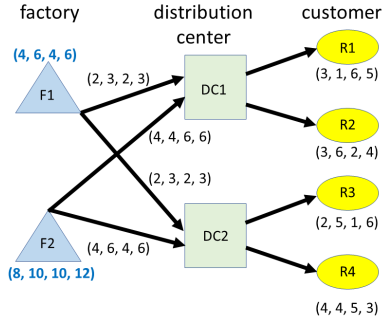 factory
distribution
center
customer
(4, 6, 4, 6)
F1
(2, 3, 2, 3)
DC1
R1
(3, 1, 6, 5)
(4, 4, 6, 6)
R2
(3, 6, 2, 4)
(2, 3, 2, 3)
R3
(2, 5, 1, 6)
F2
(8, 10, 10, 12)
(4, 6, 4, 6)
DC2
R4
(4, 4, 5, 3)